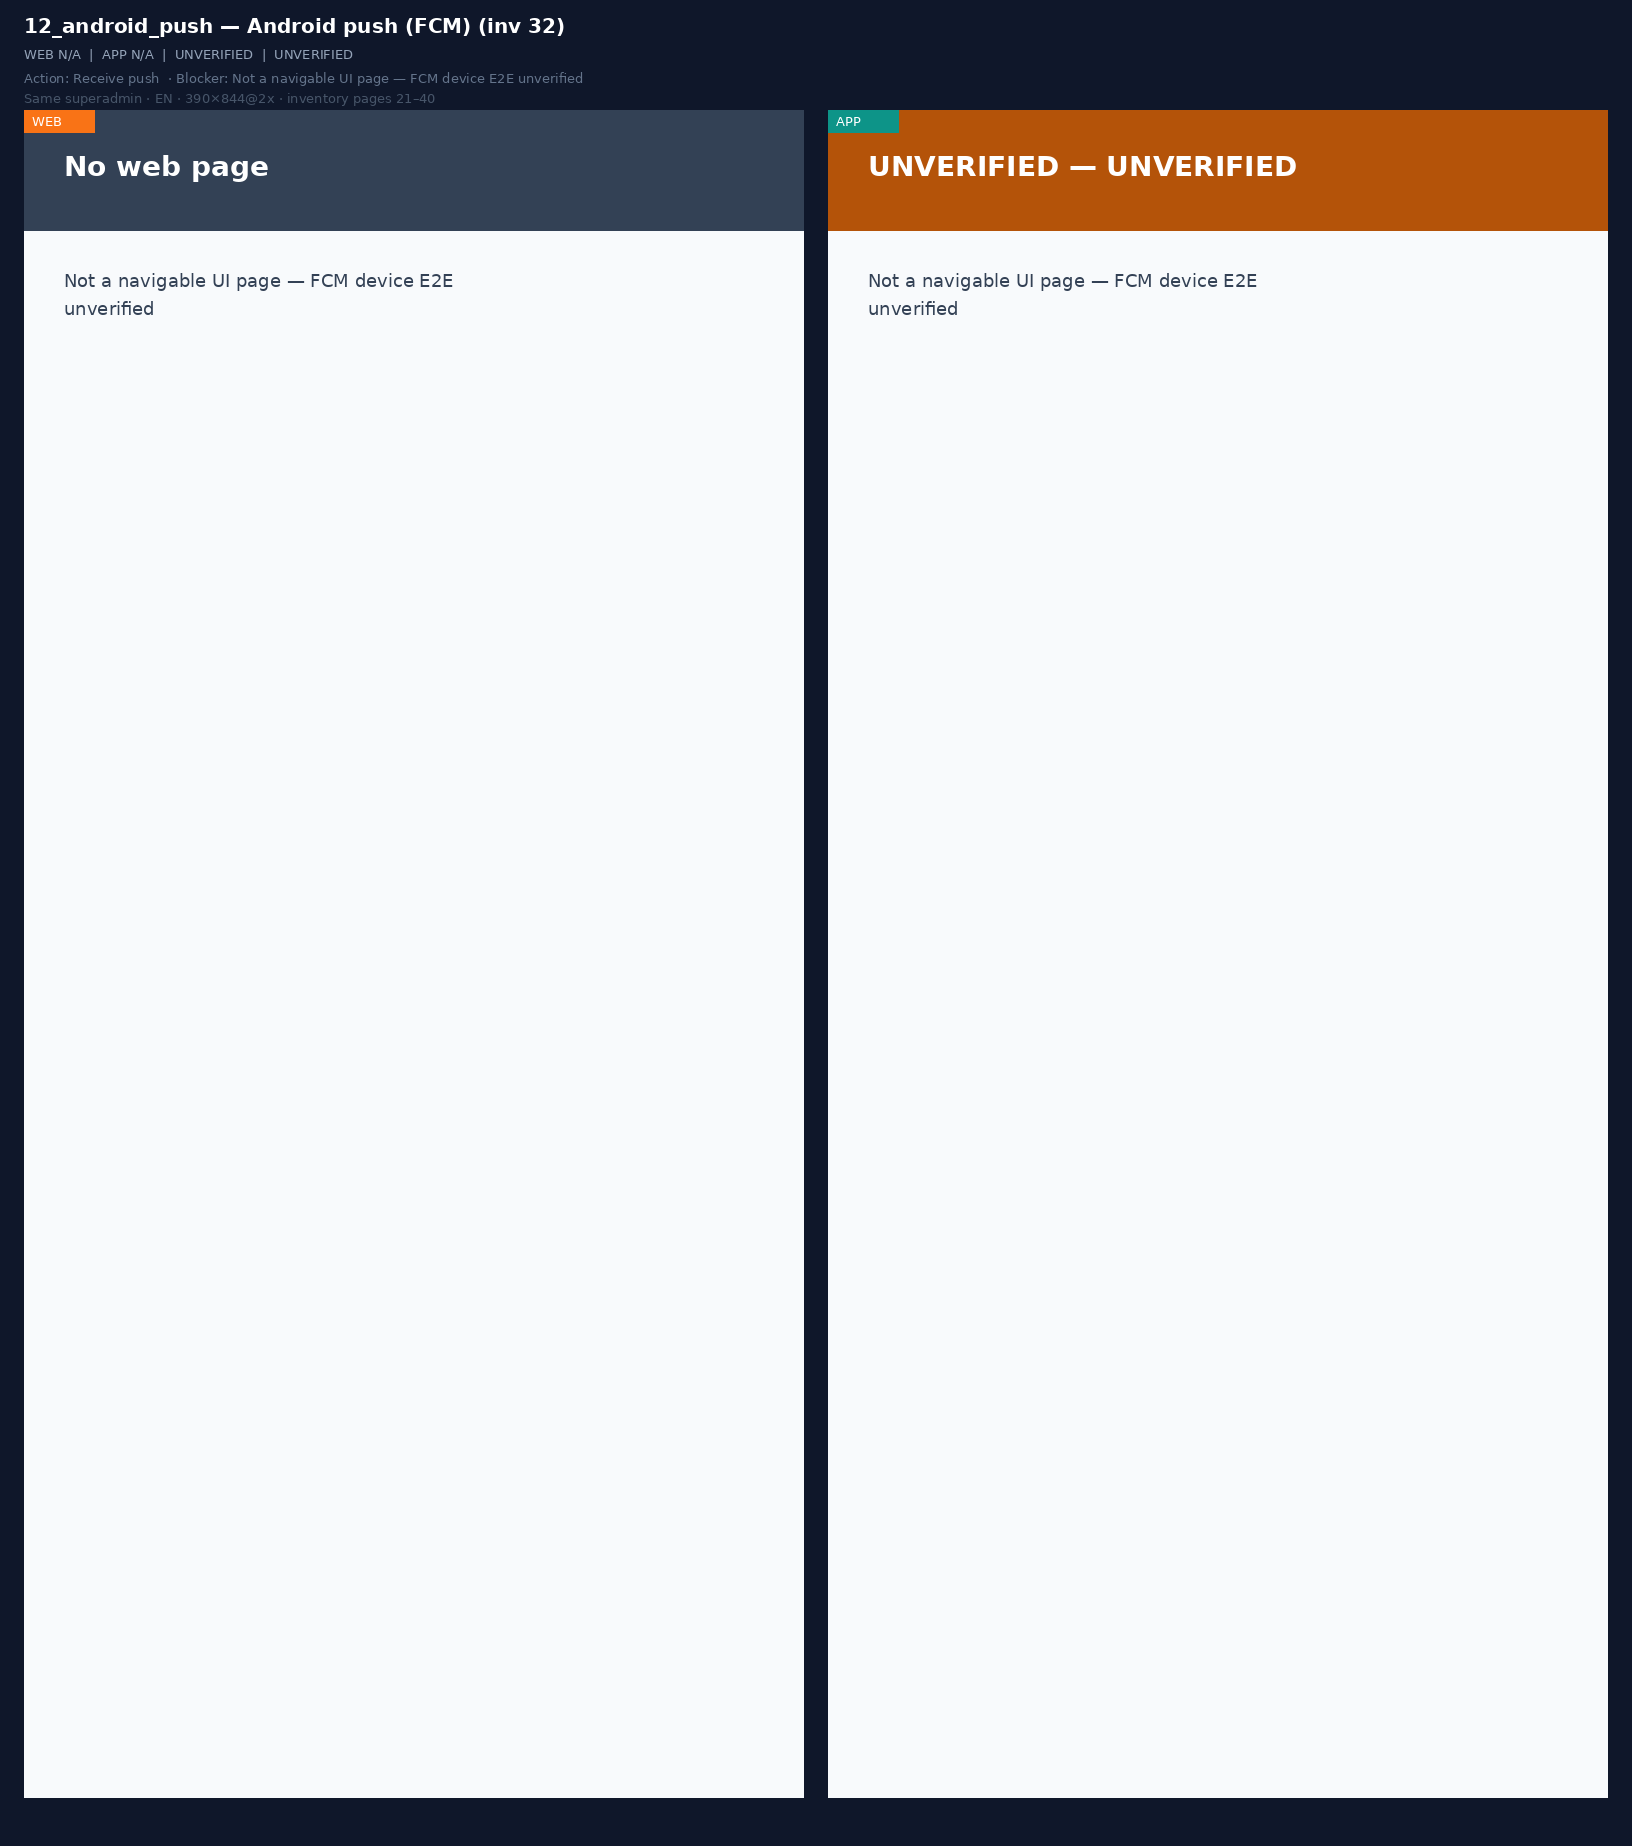 12_android_push — Android push (FCM) (inv 32)
WEB N/A | APP N/A | UNVERIFIED | UNVERIFIED
Action: Receive push · Blocker: Not a navigable UI page — FCM device E2E unverified
Same superadmin · EN · 390×844@2x · inventory pages 21–40
WEB
No web page
Not a navigable UI page — FCM device E2E
unverified
APP
UNVERIFIED — UNVERIFIED
Not a navigable UI page — FCM device E2E
unverified